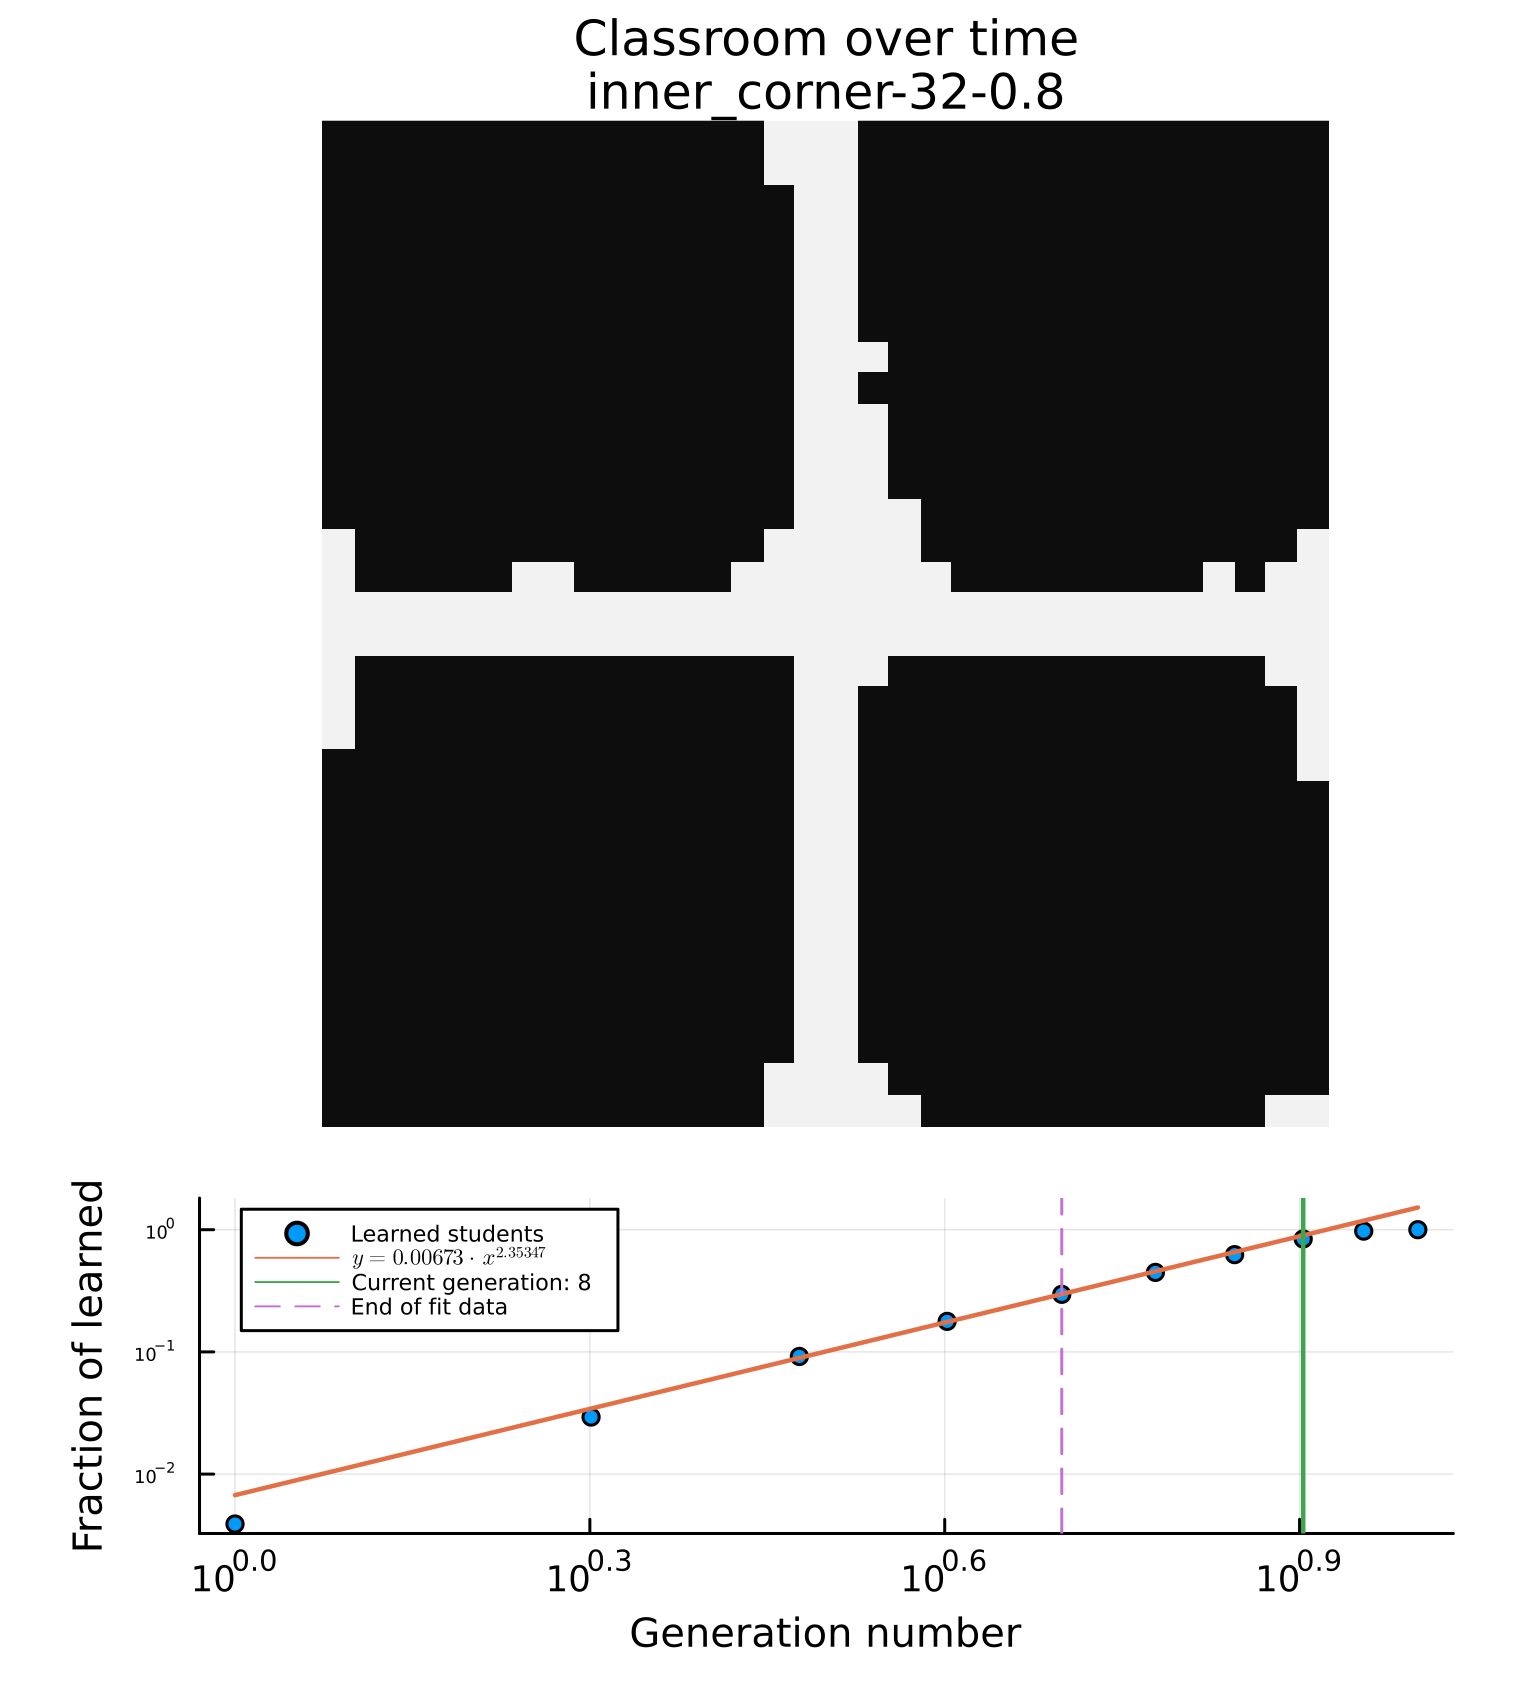 Classroom over time
inner_corner-32-0.8
Fraction of learned
10^0
10^−1
10^−2
Learned students
y = 0.00673 · x^2.35347
Current generation: 8
End of fit data
10^0.0 10^0.3 10^0.6 10^0.9
Generation number